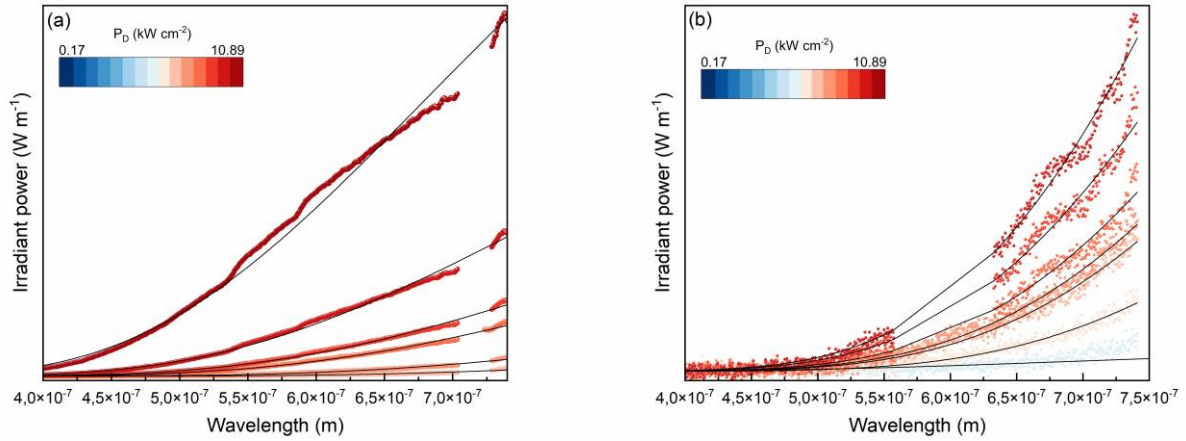 (a)
P_D (kW cm⁻²)
0.17 10.89
Irradiant power (W m⁻¹)
4,0×10⁻⁷ 4,5×10⁻⁷ 5,0×10⁻⁷ 5,5×10⁻⁷ 6,0×10⁻⁷ 6,5×10⁻⁷ 7,0×10⁻⁷
Wavelength (m)
(b)
P_D (kW cm⁻²)
0.17 10.89
Irradiant power (W m⁻¹)
4,0×10⁻⁷ 4,5×10⁻⁷ 5,0×10⁻⁷ 5,5×10⁻⁷ 6,0×10⁻⁷ 6,5×10⁻⁷ 7,0×10⁻⁷ 7,5×10⁻⁷
Wavelength (m)